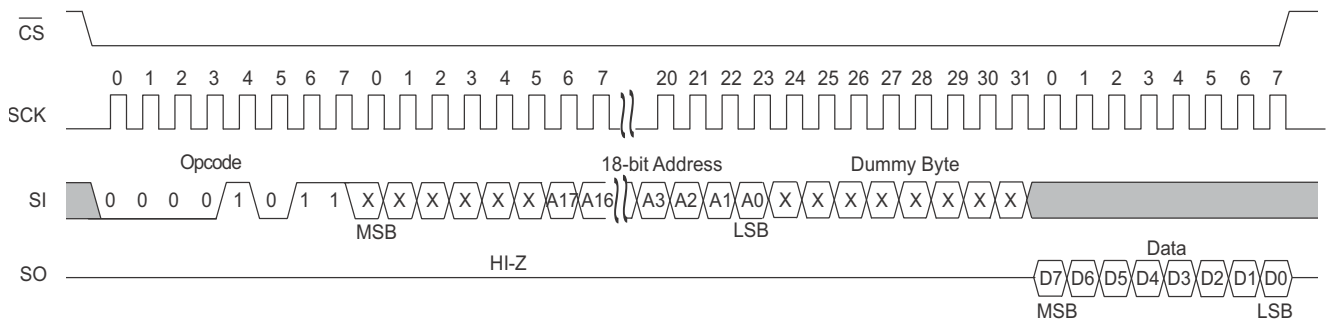 CS
0 1 2 3 4 5 6 7 0 1 2 3 4 5 6 7 20 21 22 23 24 25 26 27 28 29 30 31 0 1 2 3 4 5 6 7
SCK
Opcode 18-bit Address Dummy Byte
SI 0 0 0 0 1 0 1 1 X X X X X X A17 A16 A3 A2 A1 A0 X X X X X X X X
MSB LSB
HI-Z Data
SO D7 D6 D5 D4 D3 D2 D1 D0
MSB LSB